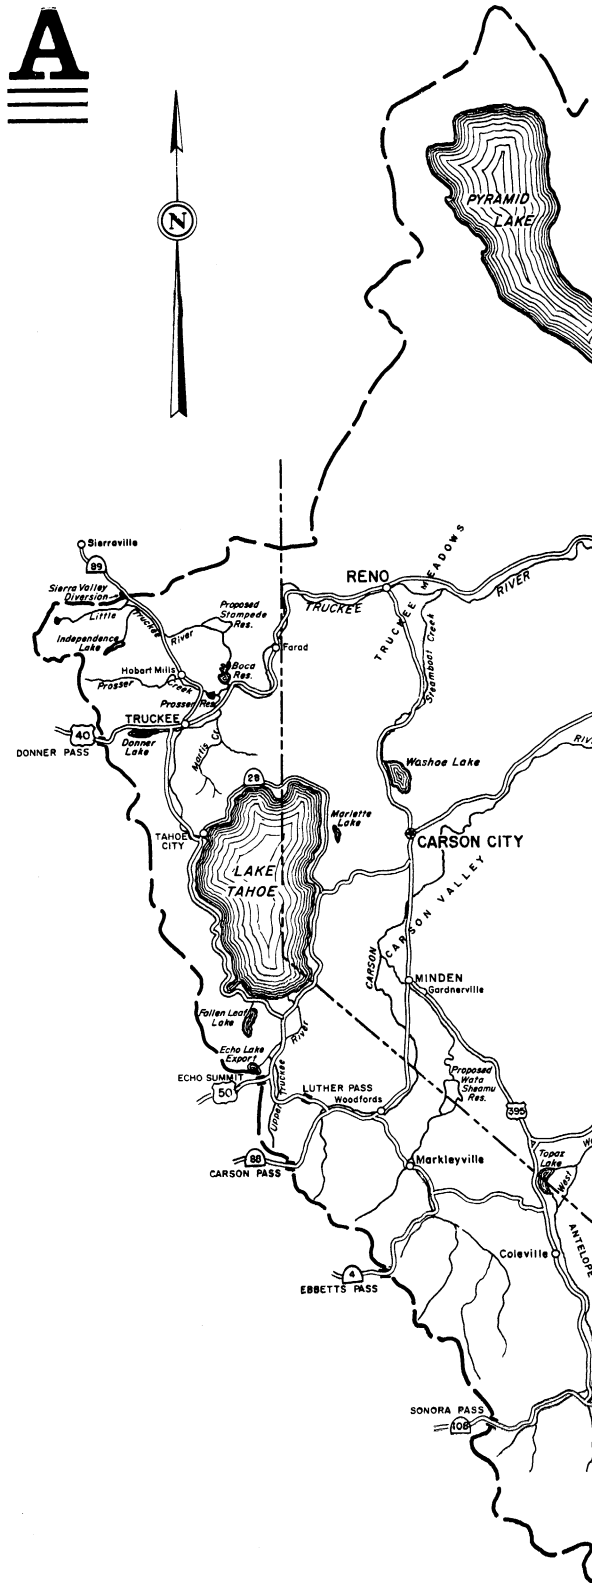 A
N
PYRAMID
LAKE
Sierraville
89
Sierra Valley
Diversion
RENO
TRUCKEE MEADOWS
RIVER
TRUCKEE
Little
Truckee
River
Proposed
Stampede
Res.
Independence
Lake
Farad
Steamboat Creek
Hobart Mills
Boca
Res.
Prosser
Creek
Prosser Res.
TRUCKEE
40
DONNER PASS
Donner
Lake
Martis Cr.
Washoe Lake
28
Marlette
Lake
TAHOE
CITY
CARSON CITY
LAKE
TAHOE
CARSON VALLEY
CARSON
MINDEN
Gardnerville
Fallen Leaf
Lake
River
Echo Lake
Export
ECHO SUMMIT
50
Upper Truckee
LUTHER PASS
Woodfords
Proposed
Wata
Sheamu
Res.
395
88
CARSON PASS
Markleyville
Topaz
Lake
West
ANTELOPE
Coleville
4
EBBETTS PASS
SONORA PASS
108